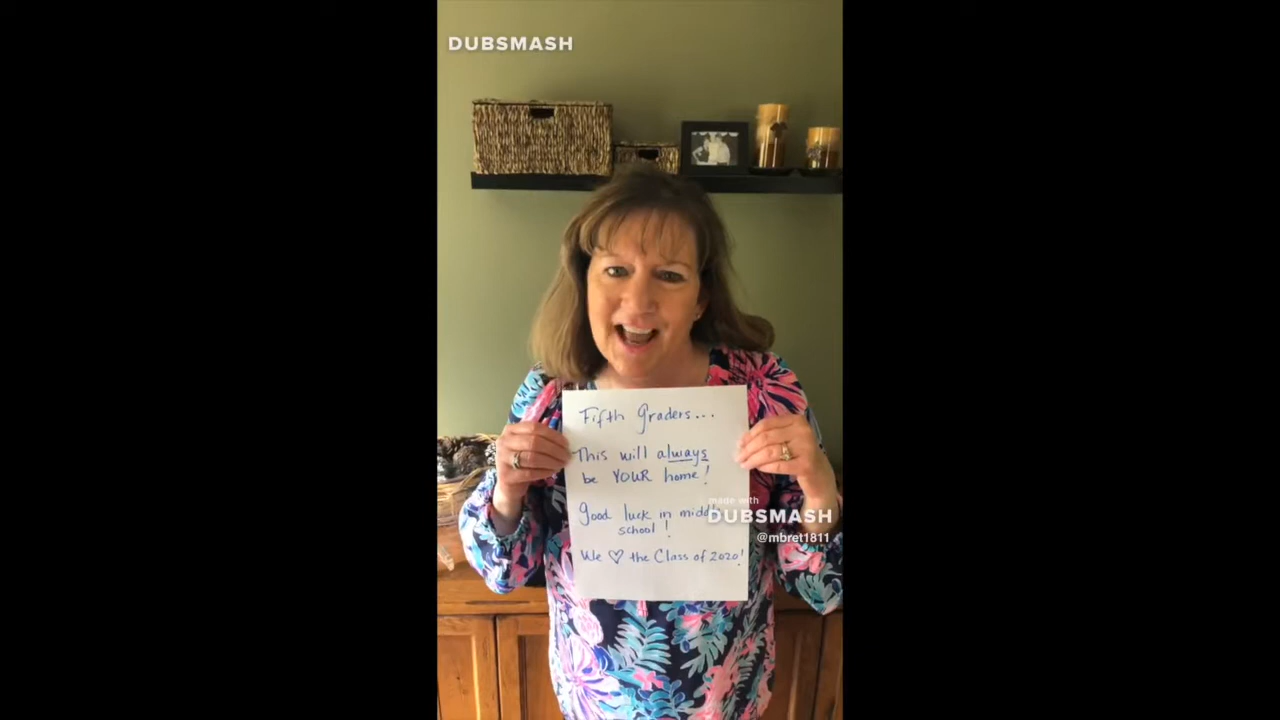 DUBSMASH
Fifth graders...
This will always
be YOUR home!
Good luck in middle
school!
We ♡ the Class of 2020!
made with
DUBSMASH
@mbret1811